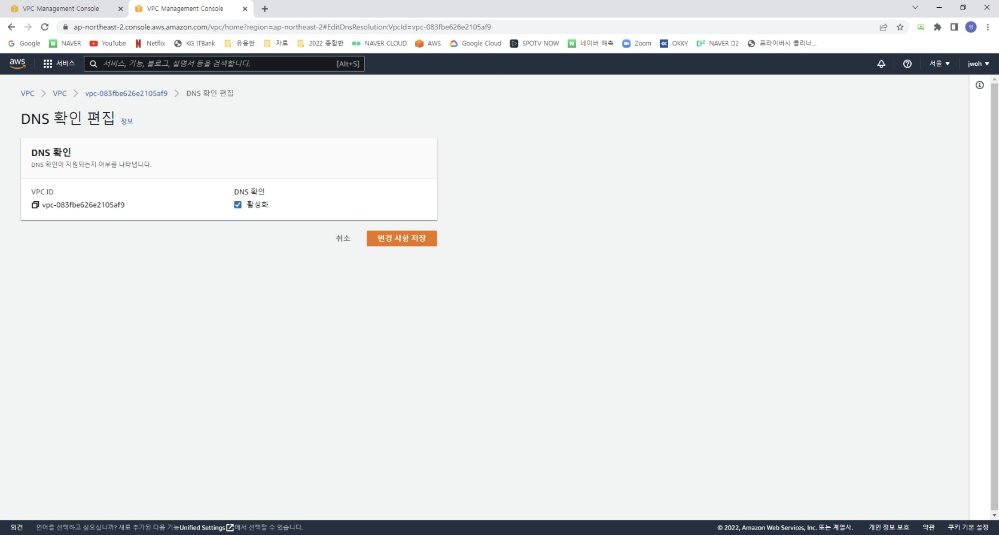 VPC Management Console
VPC Management Console
ap-northeast-2.console.aws.amazon.com/vpc/home?region=ap-northeast-2#EditDnsResolution:VpcId=vpc-083fbe626e2105af9
Google NAVER YouTube Netflix KG ITBank 유용한 자료 2022 종합반 NAVER CLOUD AWS Google Cloud SPOTV NOW 네이버 해축 Zoom OKKY NAVER D2 프라이버시 클리너...
aws 서비스 서비스, 기능, 블로그, 설명서 등을 검색합니다. [Alt+S] 서울 jwoh
VPC VPC vpc-083fbe626e2105af9 DNS 확인 편집
DNS 확인 편집 정보
DNS 확인
DNS 확인이 지원되는지 여부를 나타냅니다.
VPC ID DNS 확인
vpc-083fbe626e2105af9 활성화
취소 변경 사항 저장
의견 언어를 선택하고 싶으십니까? 새로 추가된 다음 기능Unified Settings에서 선택할 수 있습니다. © 2022, Amazon Web Services, Inc. 또는 계열사. 개인 정보 보호 약관 쿠키 기본 설정